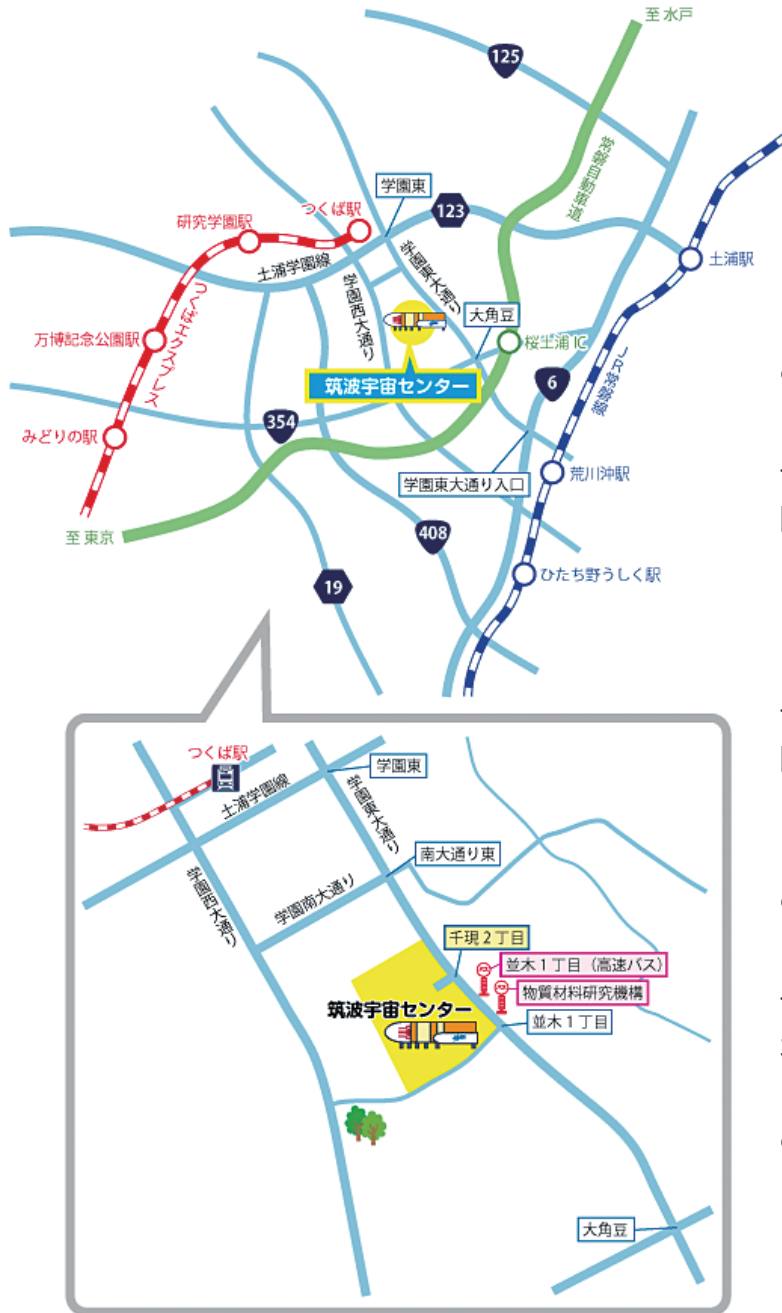 至 水戸
125
常磐自動車道
学園東
つくば駅
研究学園駅
123
土浦学園線
学園東大通り
学園西大通り
土浦駅
つくばエクスプレス
万博記念公園駅
大角豆
桜土浦 IC
筑波宇宙センター
JR常磐線
6
354
みどりの駅
学園東大通り入口
荒川沖駅
至 東京
408
ひたち野うしく駅
19
つくば駅
学園東
土浦学園線
学園東大通り
南大通り東
学園西大通り
学園南大通り
千現2丁目
並木1丁目（高速バス）
物質材料研究機構
筑波宇宙センター
並木1丁目
大角豆